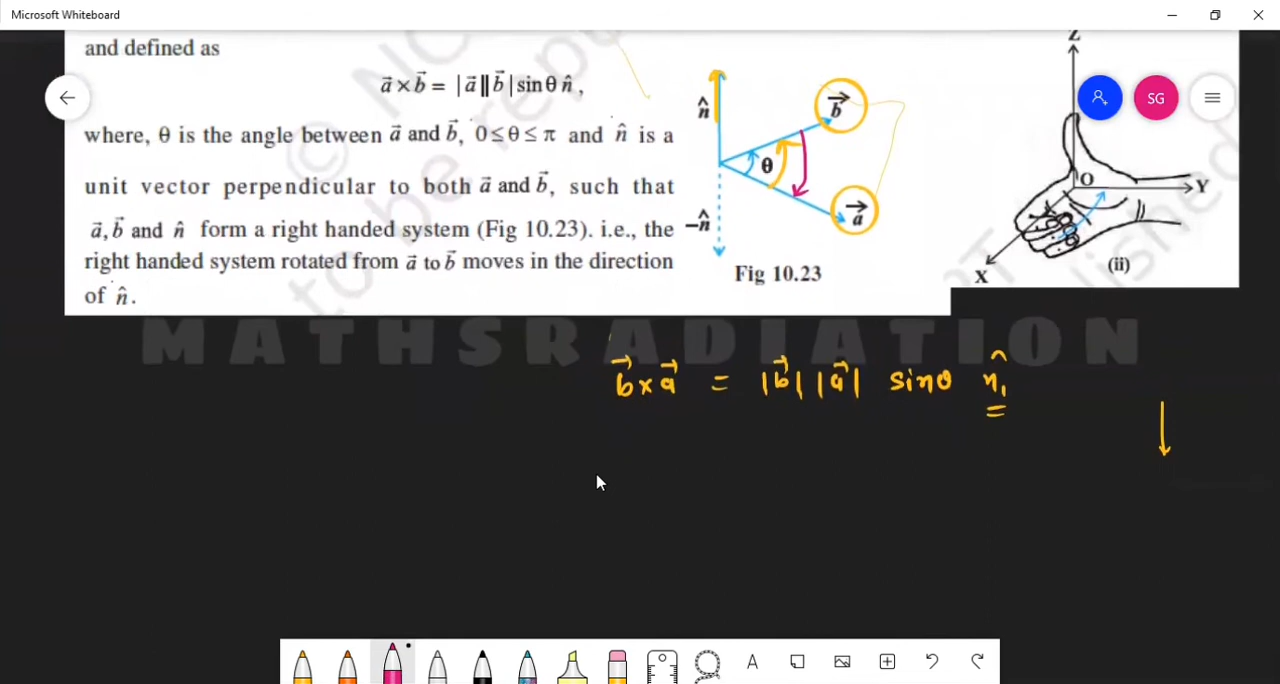 Microsoft Whiteboard
and defined as
a⃗ × b⃗ = |a⃗||b⃗| sin θ n̂ ,
where, θ is the angle between a⃗ and b⃗, 0 ≤ θ ≤ π and n̂ is a
unit vector perpendicular to both a⃗ and b⃗, such that
a⃗, b⃗ and n̂ form a right handed system (Fig 10.23). i.e., the
right handed system rotated from a⃗ to b⃗ moves in the direction
of n̂.
n̂
b⃗
θ
a⃗
–n̂
Fig 10.23
Z
SG
O
Y
X
(ii)
MATHSRADIATION
b⃗ × a⃗ = |b⃗| |a⃗| sin θ n̂₁
A